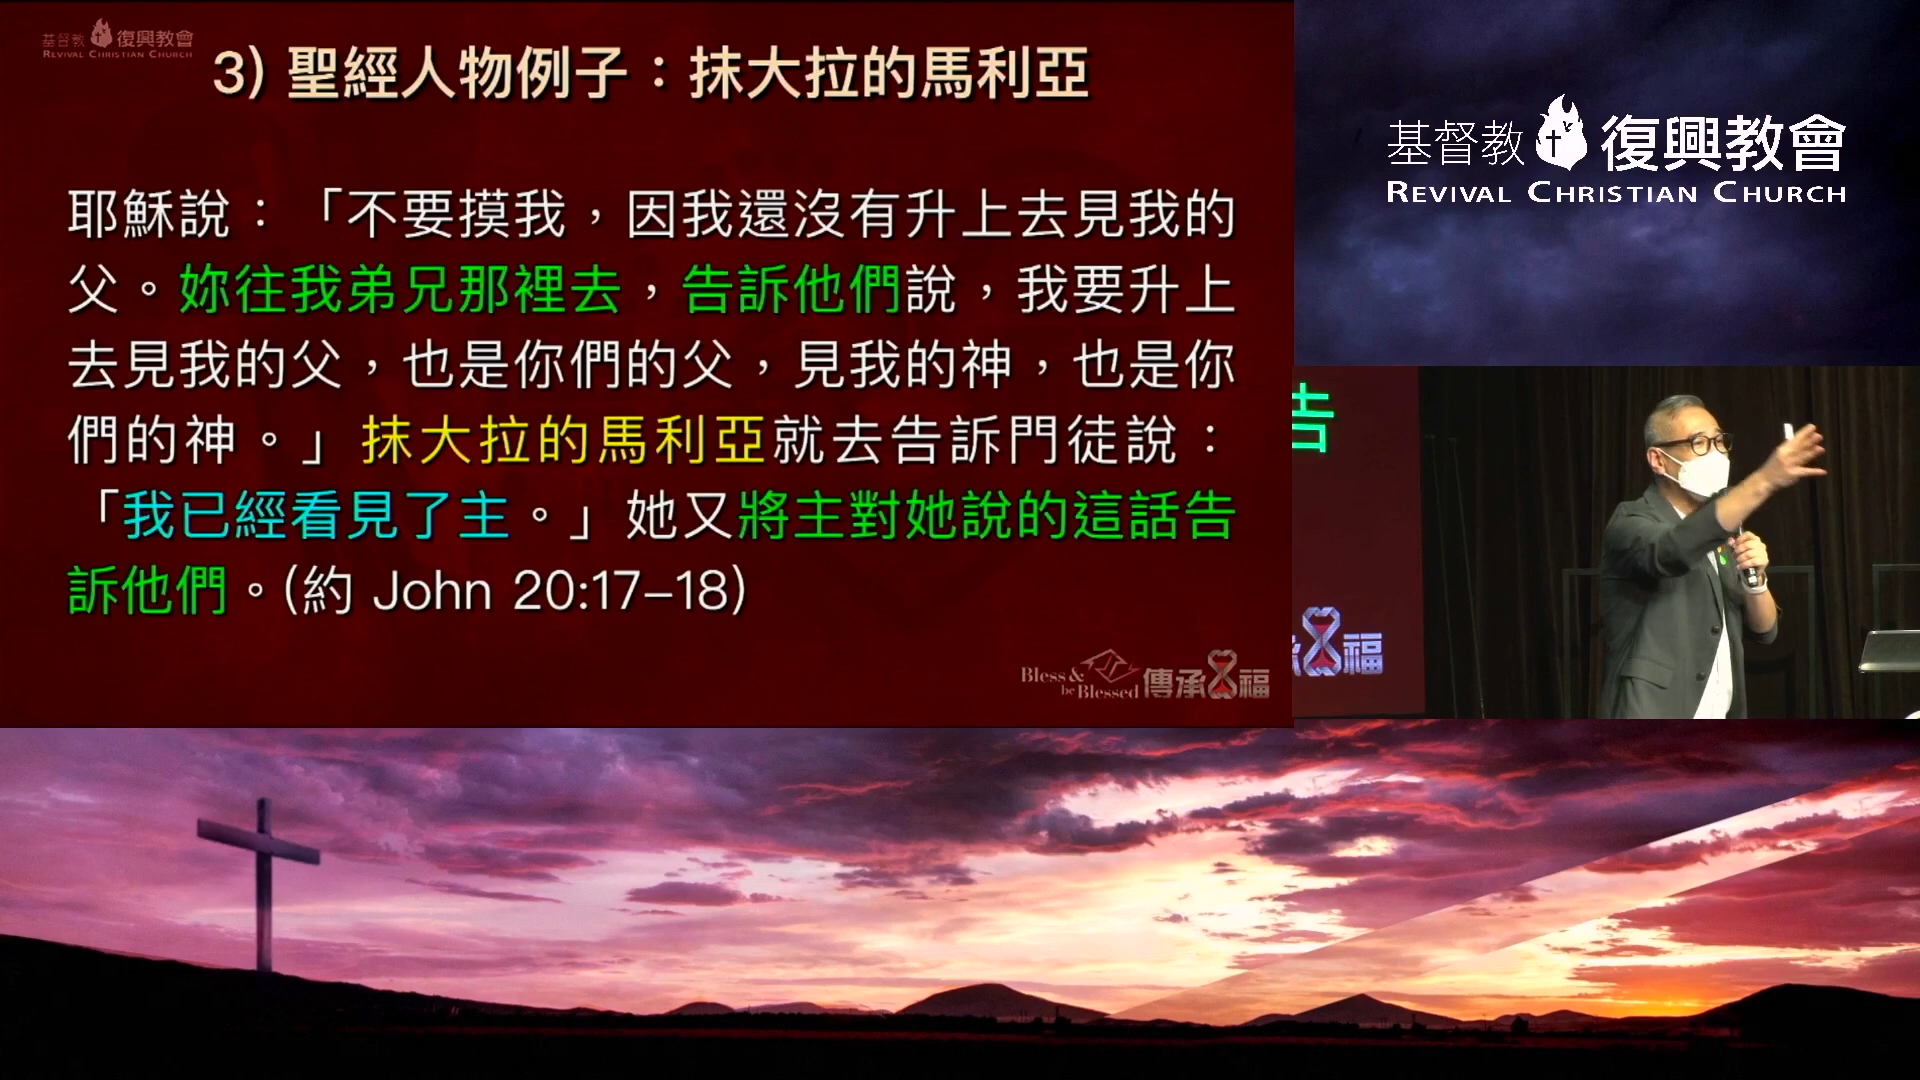 基督教 復興教會
REVIVAL CHRISTIAN CHURCH
3) 聖經人物例子：抹大拉的馬利亞
耶穌說：「不要摸我，因我還沒有升上去見我的
父。妳往我弟兄那裡去，告訴他們說，我要升上
去見我的父，也是你們的父，見我的神，也是你
們的神。」抹大拉的馬利亞就去告訴門徒說：
「我已經看見了主。」她又將主對她說的這話告
訴他們。(約 John 20:17–18)
Bless &
be Blessed 傳承 福
基督教 復興教會
REVIVAL CHRISTIAN CHURCH
告
福